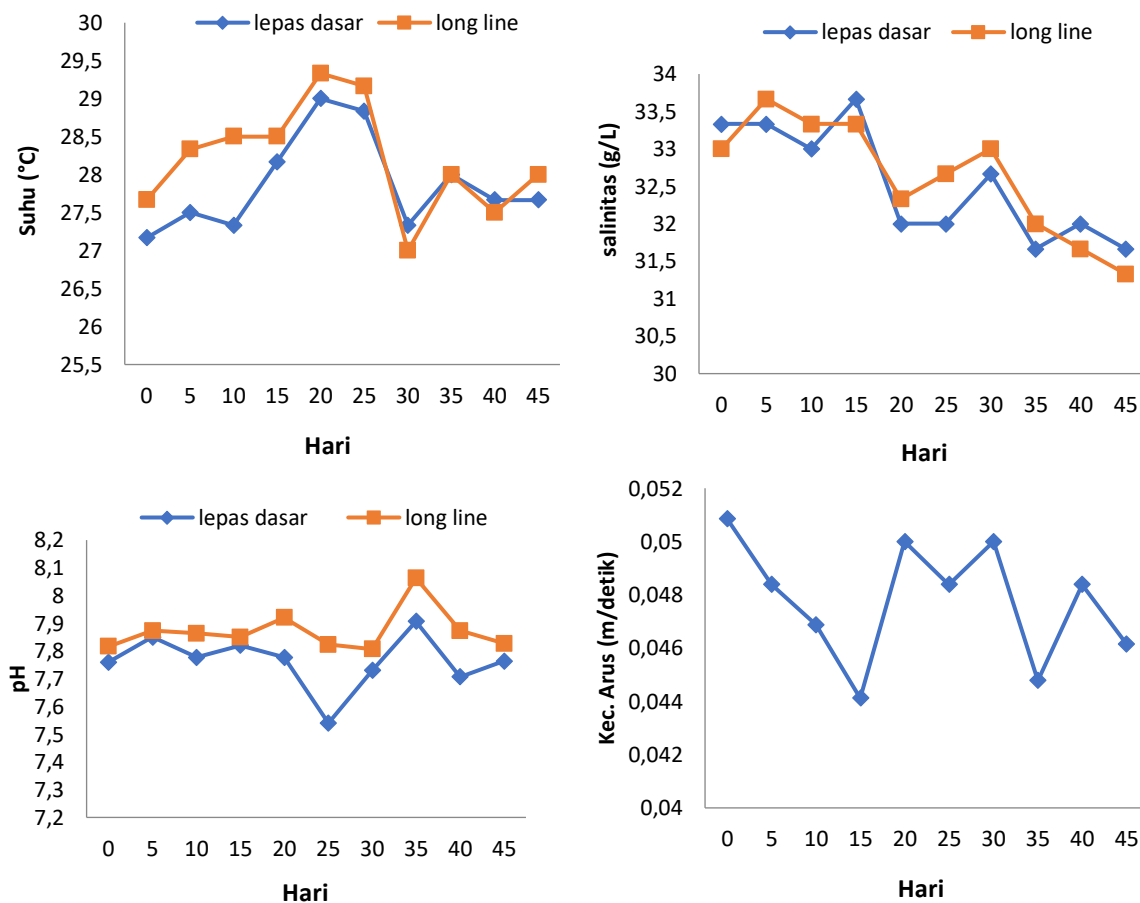 lepas dasar long line
30
29,5
29
28,5
28
27,5
27
26,5
26
25,5
Suhu (°C)
0 5 10 15 20 25 30 35 40 45
Hari
lepas dasar long line
34
33,5
33
32,5
32
31,5
31
30,5
30
salinitas (g/L)
0 5 10 15 20 25 30 35 40 45
Hari
lepas dasar long line
8,2
8,1
8
7,9
7,8
7,7
7,6
7,5
7,4
7,3
7,2
pH
0 5 10 15 20 25 30 35 40 45
Hari
0,052
0,05
0,048
0,046
0,044
0,042
0,04
Kec. Arus (m/detik)
0 5 10 15 20 25 30 35 40 45
Hari